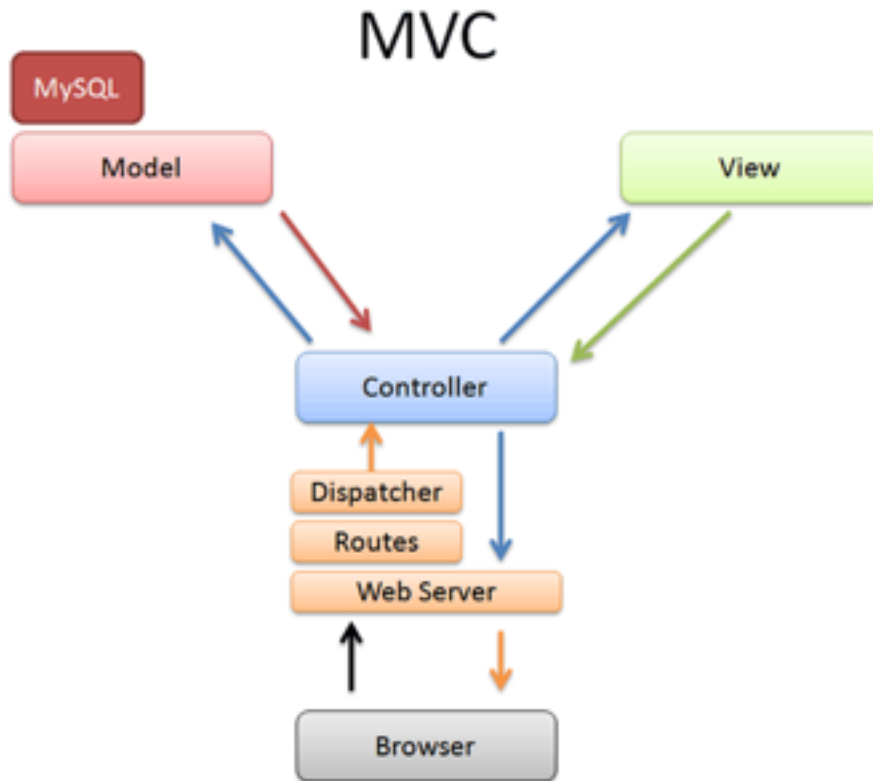 MVC
MySQL
Model
View
Controller
Dispatcher
Routes
Web Server
Browser